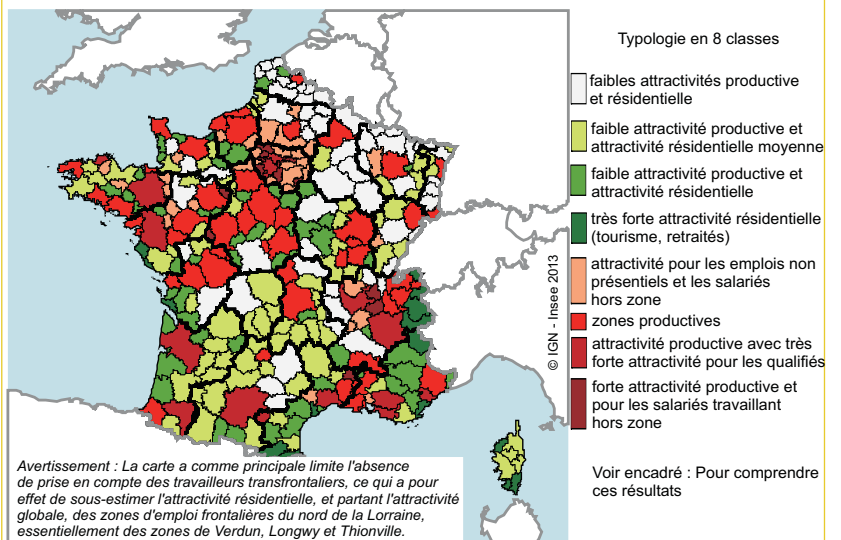 Typologie en 8 classes
faibles attractivités productive
et résidentielle
faible attractivité productive et
attractivité résidentielle moyenne
faible attractivité productive et
attractivité résidentielle
très forte attractivité résidentielle
(tourisme, retraités)
attractivité pour les emplois non
présentiels et les salariés
hors zone
zones productives
attractivité productive avec très
forte attractivité pour les qualifiés
forte attractivité productive et
pour les salariés travaillant
hors zone
© IGN - Insee 2013
Voir encadré : Pour comprendre
ces résultats
Avertissement : La carte a comme principale limite l'absence
de prise en compte des travailleurs transfrontaliers, ce qui a pour
effet de sous-estimer l'attractivité résidentielle, et partant l'attractivité
globale, des zones d'emploi frontalières du nord de la Lorraine,
essentiellement des zones de Verdun, Longwy et Thionville.